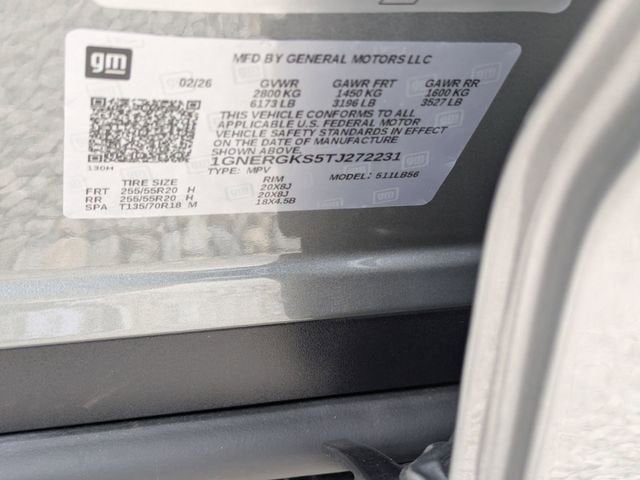 gm
MFD BY GENERAL MOTORS LLC
02/26 GVWR GAWR FRT GAWR RR
2800 KG 1450 KG 1600 KG
6173 LB 3196 LB 3527 LB
THIS VEHICLE CONFORMS TO ALL
APPLICABLE U.S. FEDERAL MOTOR
VEHICLE SAFETY STANDARDS IN EFFECT
ON THE DATE OF MANUFACTURE
SHOWN ABOVE.
130H 1GNERGKS5TJ272231
TYPE: MPV MODEL: 511LB56
TIRE SIZE RIM
FRT 255/55R20 H 20X8J
RR 255/55R20 H 20X8J
SPA T135/70R18 M 18X4.5B